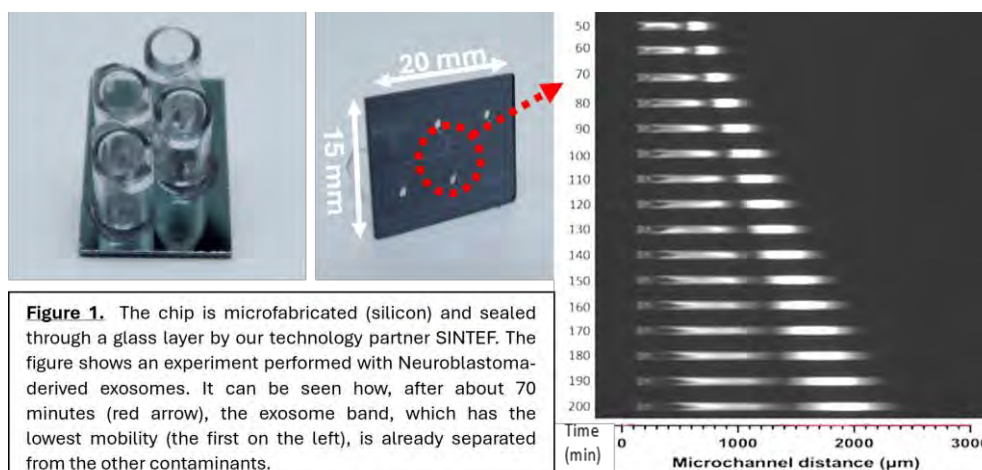 20 mm
15 mm
Figure 1. The chip is microfabricated (silicon) and sealed
through a glass layer by our technology partner SINTEF. The
figure shows an experiment performed with Neuroblastoma-
derived exosomes. It can be seen how, after about 70
minutes (red arrow), the exosome band, which has the
lowest mobility (the first on the left), is already separated
from the other contaminants.
50
60
70
80
90
100
110
120
130
140
150
160
170
180
190
200
Time
(min)
0 1000 2000 3000
Microchannel distance (µm)